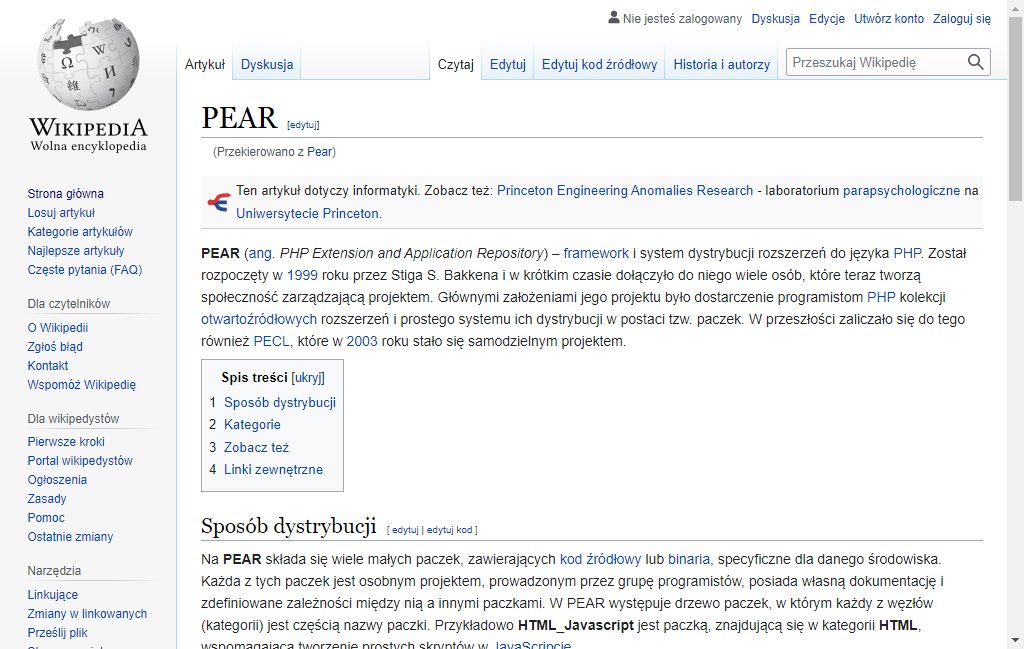 Nie jesteś zalogowany Dyskusja Edycje Utwórz konto Zaloguj się
Artykuł Dyskusja Czytaj Edytuj Edytuj kod źródłowy Historia i autorzy Przeszukaj Wikipedię
WIKIPEDIA
Wolna encyklopedia
Strona główna
Losuj artykuł
Kategorie artykułów
Najlepsze artykuły
Częste pytania (FAQ)
Dla czytelników
O Wikipedii
Zgłoś błąd
Kontakt
Wspomóż Wikipedię
Dla wikipedystów
Pierwsze kroki
Portal wikipedystów
Ogłoszenia
Zasady
Pomoc
Ostatnie zmiany
Narzędzia
Linkujące
Zmiany w linkowanych
Prześlij plik
PEAR [edytuj]
(Przekierowano z Pear)
Ten artykuł dotyczy informatyki. Zobacz też: Princeton Engineering Anomalies Research - laboratorium parapsychologiczne na
Uniwersytecie Princeton.
PEAR (ang. PHP Extension and Application Repository) – framework i system dystrybucji rozszerzeń do języka PHP. Został
rozpoczęty w 1999 roku przez Stiga S. Bakkena i w krótkim czasie dołączyło do niego wiele osób, które teraz tworzą
społeczność zarządzającą projektem. Głównymi założeniami jego projektu było dostarczenie programistom PHP kolekcji
otwartoźródłowych rozszerzeń i prostego systemu ich dystrybucji w postaci tzw. paczek. W przeszłości zaliczało się do tego
również PECL, które w 2003 roku stało się samodzielnym projektem.
Spis treści [ukryj]
1 Sposób dystrybucji
2 Kategorie
3 Zobacz też
4 Linki zewnętrzne
Sposób dystrybucji [ edytuj | edytuj kod ]
Na PEAR składa się wiele małych paczek, zawierających kod źródłowy lub binaria, specyficzne dla danego środowiska.
Każda z tych paczek jest osobnym projektem, prowadzonym przez grupę programistów, posiada własną dokumentację i
zdefiniowane zależności między nią a innymi paczkami. W PEAR występuje drzewo paczek, w którym każdy z węzłów
(kategorii) jest częścią nazwy paczki. Przykładowo HTML_Javascript jest paczką, znajdującą się w kategorii HTML,
wspomagającą tworzenie prostych skryptów w JavaScripcie.